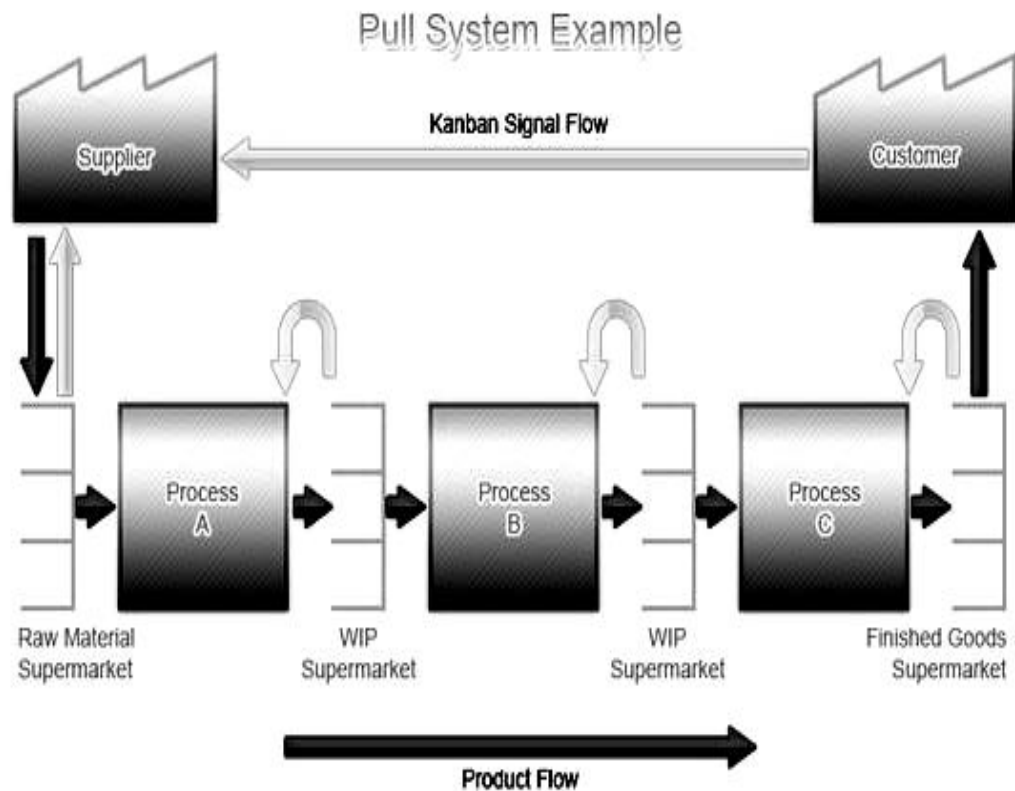 Pull System Example
Kanban Signal Flow
Supplier
Customer
Process
A
Process
B
Process
C
Raw Material
Supermarket
WIP
Supermarket
WIP
Supermarket
Finished Goods
Supermarket
Product Flow